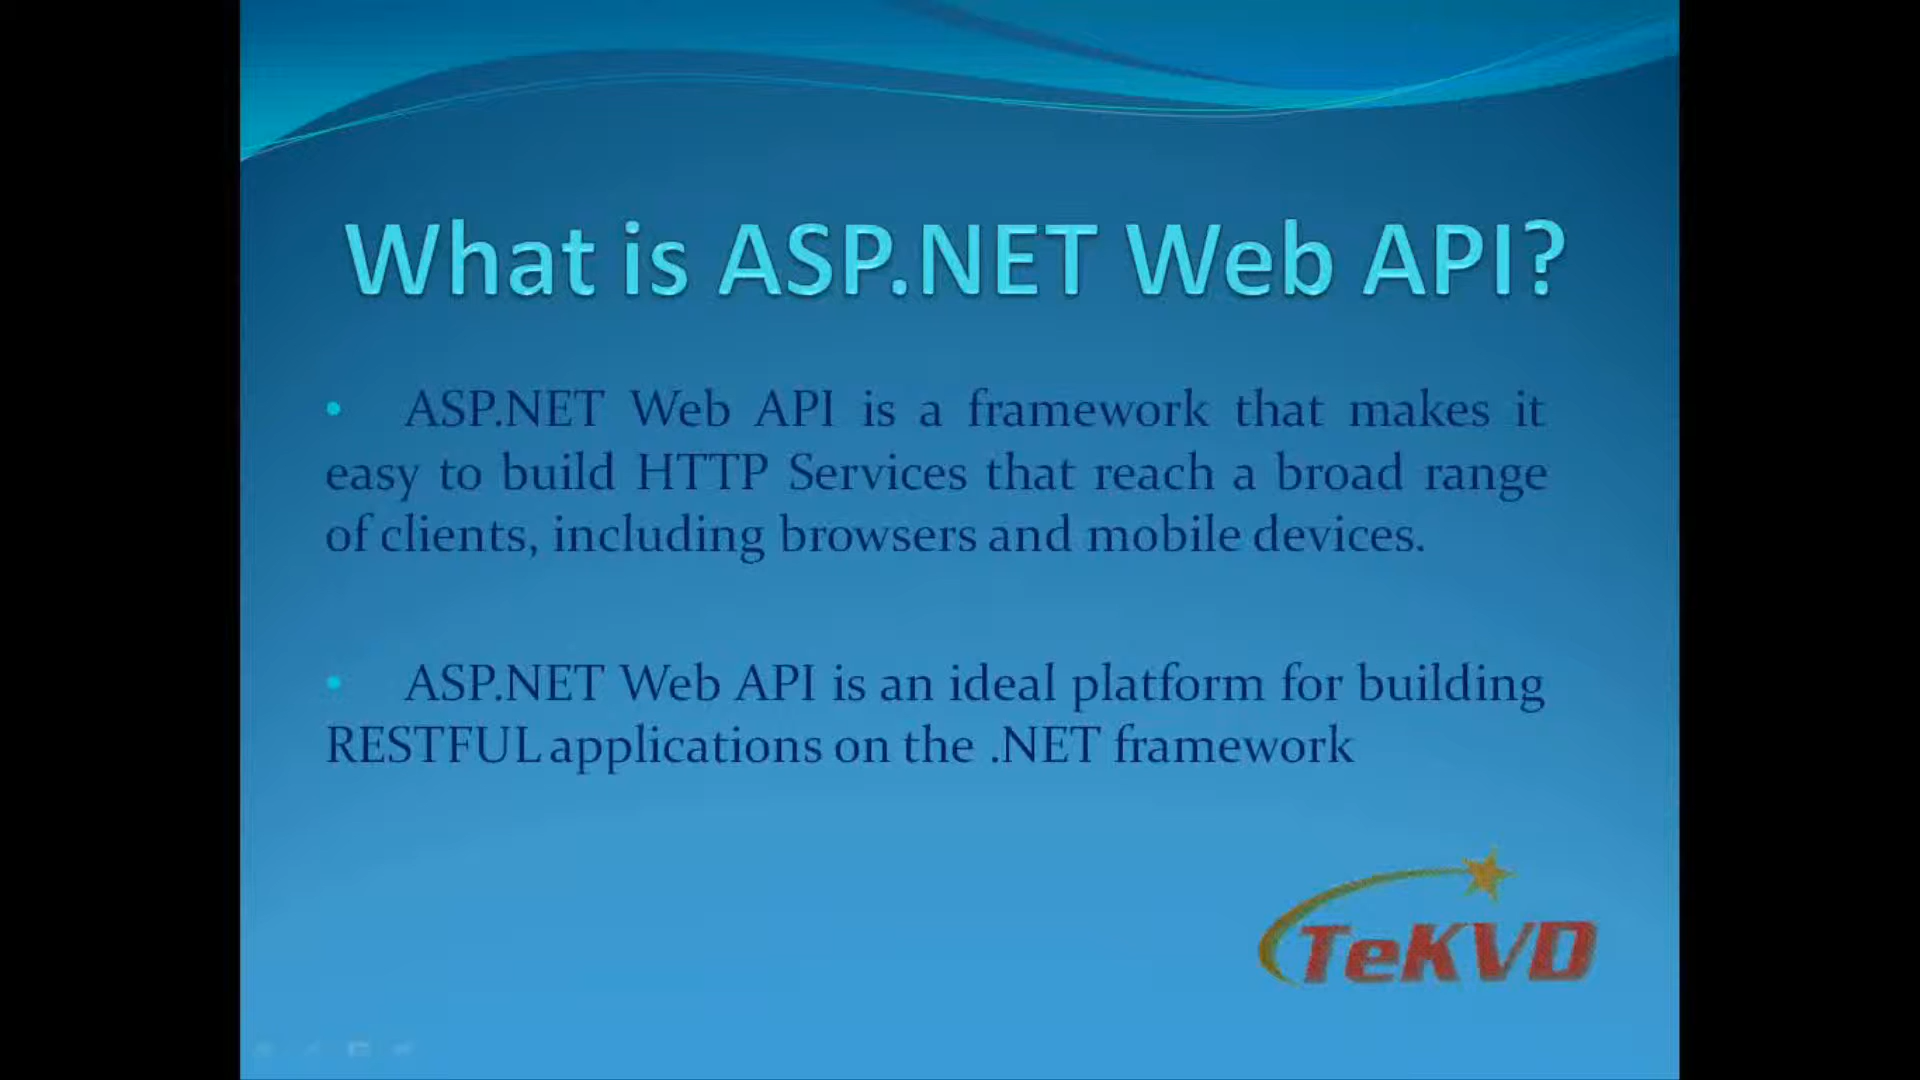 What is ASP.NET Web API?
• ASP.NET Web API is a framework that makes it
easy to build HTTP Services that reach a broad range
of clients, including browsers and mobile devices.
• ASP.NET Web API is an ideal platform for building
RESTFUL applications on the .NET framework
TeKVD